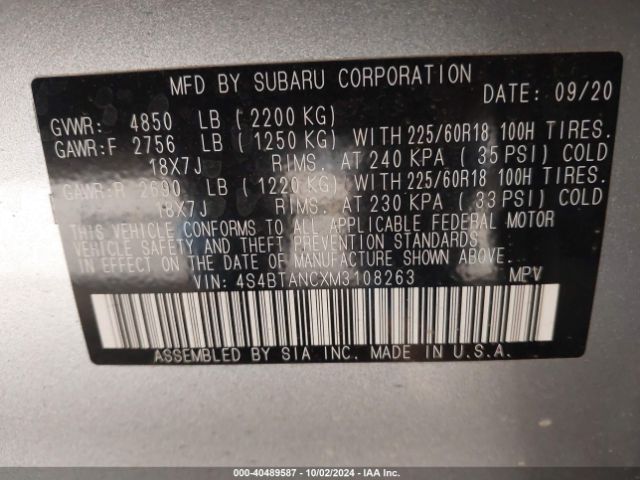 MFD BY SUBARU CORPORATION
DATE: 09/20
GVWR: 4850 LB (2200 KG)
GAWR:F 2756 LB (1250 KG) WITH 225/60R18 100H TIRES.
18X7J RIMS. AT 240 KPA (35 PSI) COLD
GAWR:R 2690 LB (1220 KG) WITH 225/60R18 100H TIRES.
18X7J RIMS. AT 230 KPA (33 PSI) COLD
THIS VEHICLE CONFORMS TO ALL APPLICABLE FEDERAL MOTOR
VEHICLE SAFETY AND THEFT PREVENTION STANDARDS
IN EFFECT ON THE DATE OF MANUFACTURE SHOWN ABOVE.
VIN: 4S4BTANCXM3108263 MPV
ASSEMBLED BY SIA INC. MADE IN U.S.A.
000-40489587 - 10/02/2024 - IAAI.COM